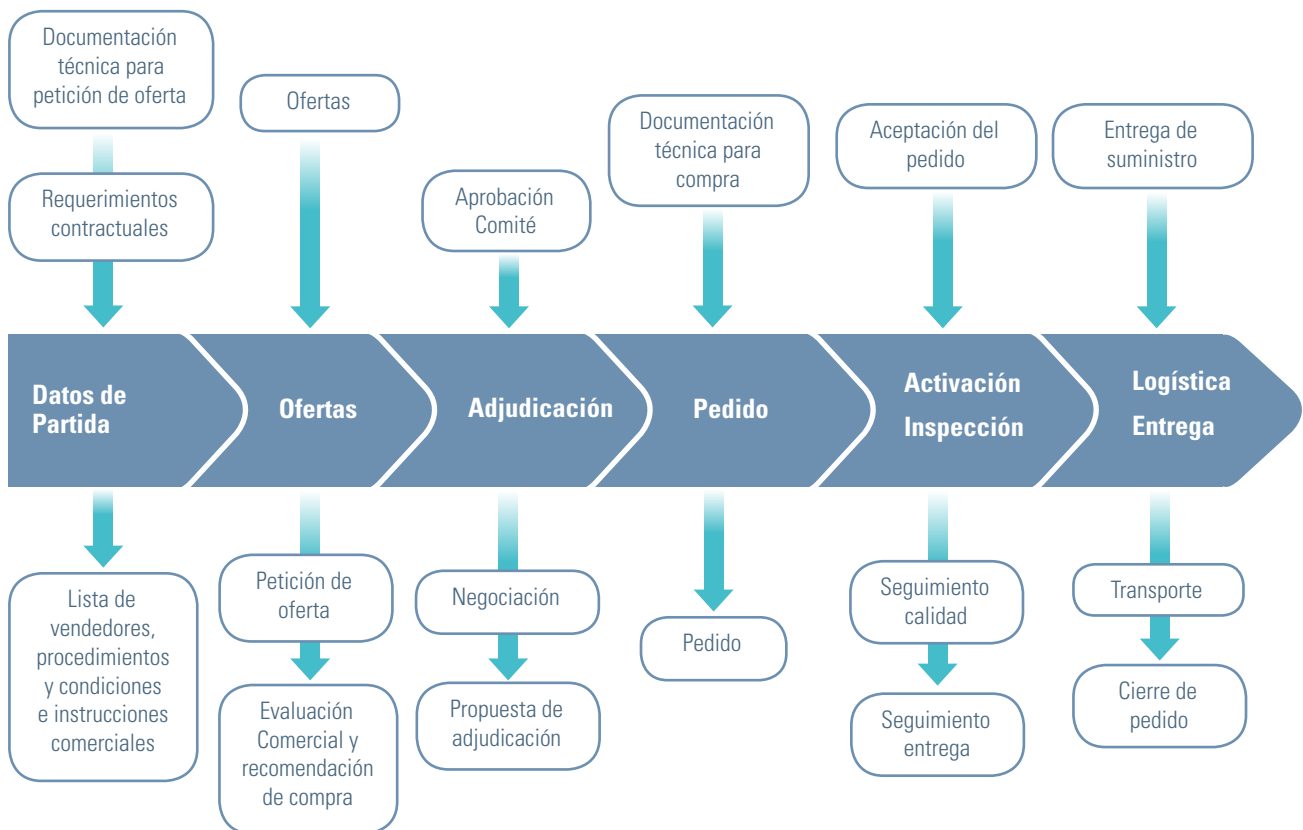 Documentación
técnica para
petición de oferta
Requerimientos
contractuales
Ofertas
Aprobación
Comité
Documentación
técnica para
compra
Aceptación del
pedido
Entrega de
suministro
Datos de
Partida
Ofertas
Adjudicación
Pedido
Activación
Inspección
Logística
Entrega
Lista de
vendedores,
procedimientos
y condiciones
e instrucciones
comerciales
Petición de
oferta
Evaluación
Comercial y
recomendación
de compra
Negociación
Propuesta de
adjudicación
Pedido
Seguimiento
calidad
Seguimiento
entrega
Transporte
Cierre de
pedido